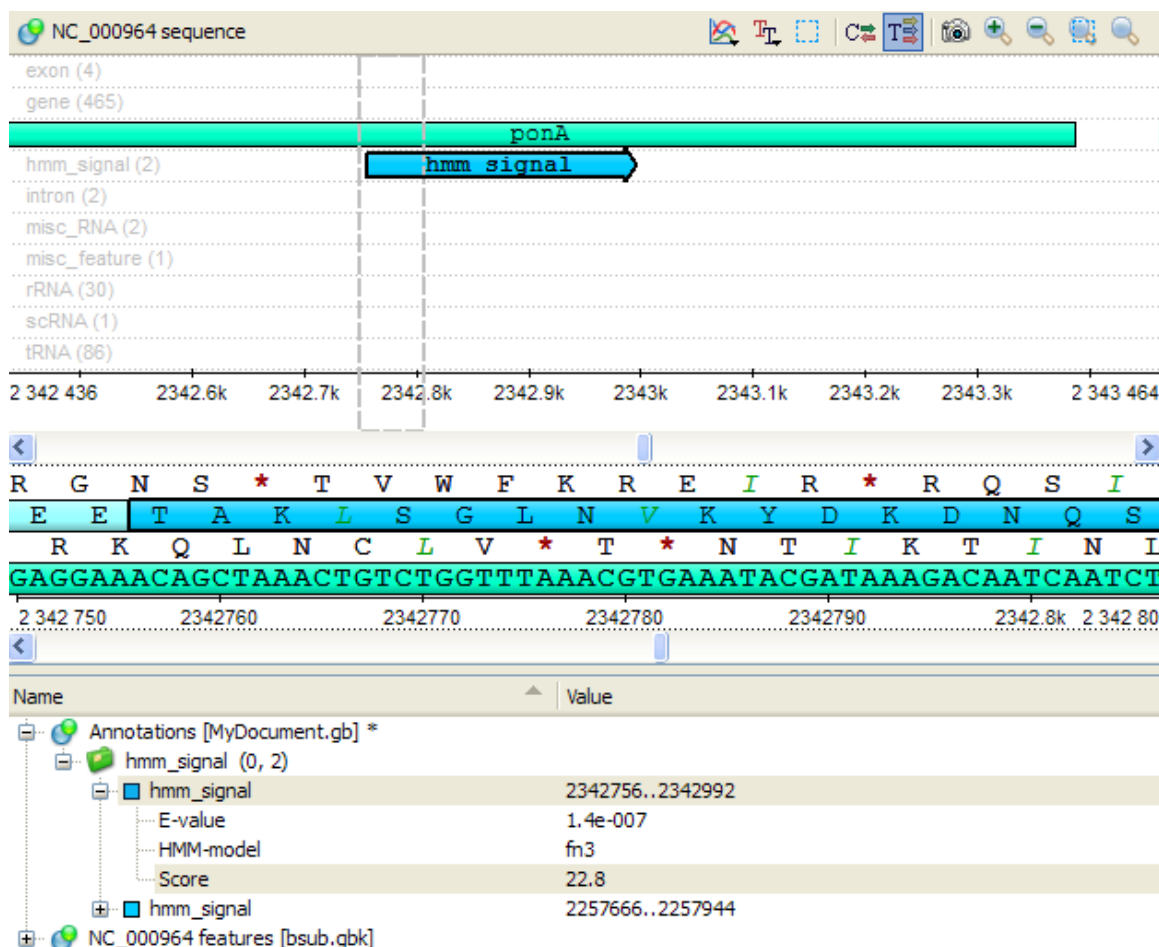 NC_000964 sequence
exon (4)
gene (465)
ponA
hmm_signal (2)
hmm signal
intron (2)
misc_RNA (2)
misc_feature (1)
rRNA (30)
scRNA (1)
tRNA (86)
2 342 436 2342.6k 2342.7k 2342.8k 2342.9k 2343k 2343.1k 2343.2k 2343.3k 2 343 464
R G N S * T V W F K R E I R * R Q S I
E E T A K L S G L N V K Y D K D N Q S
R K Q L N C L V * T * N T I K T I N L
GAGGAAACAGCTAAACTGTCTGGTTTAAACGTGAAATACGATAAAGACAATCAATCT
2 342 750 2342760 2342770 2342780 2342790 2342.8k 2 342 80
Name Value
Annotations [MyDocument.gb] *
hmm_signal (0, 2)
hmm_signal 2342756..2342992
E-value 1.4e-007
HMM-model fn3
Score 22.8
hmm_signal 2257666..2257944
NC_000964 features [bsub.gbk]